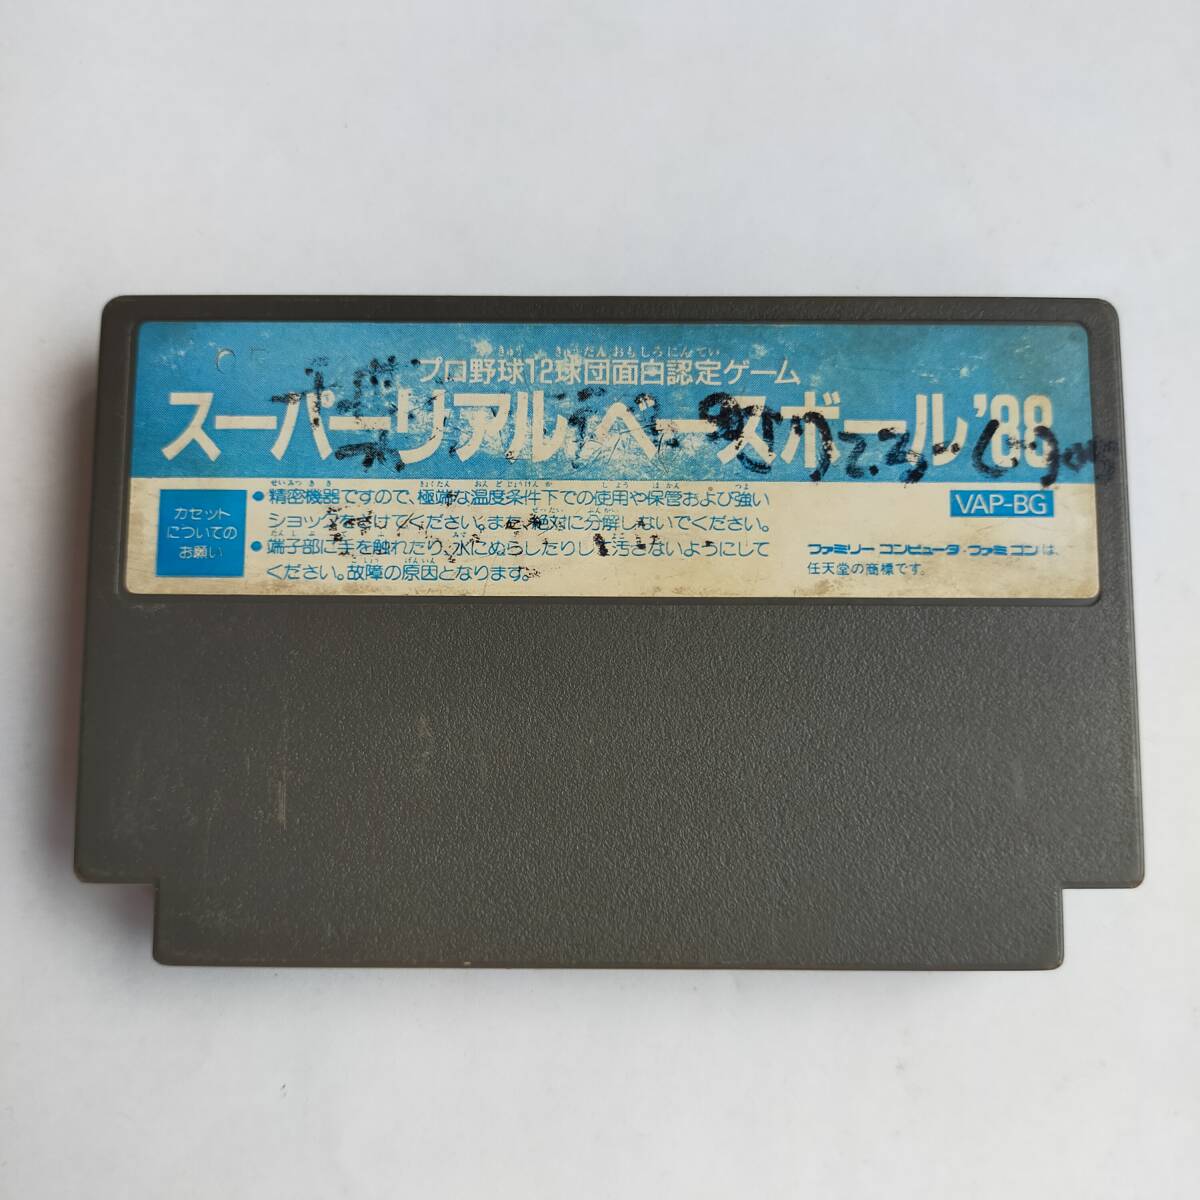 プロ野球12球団面白認定ゲーム
スーパーリアルベースボール'88
カセット
についての
お願い
●精密機器ですので、極端な温度条件下での使用や保管および強い
ショックをさけてください。また、絶対に分解しないでください。
●端子部に手を触れたり、水にぬらしたりし、汚さないようにして
ください。故障の原因となります。
VAP-BG
ファミリーコンピュータ・ファミコンは、
任天堂の商標です。